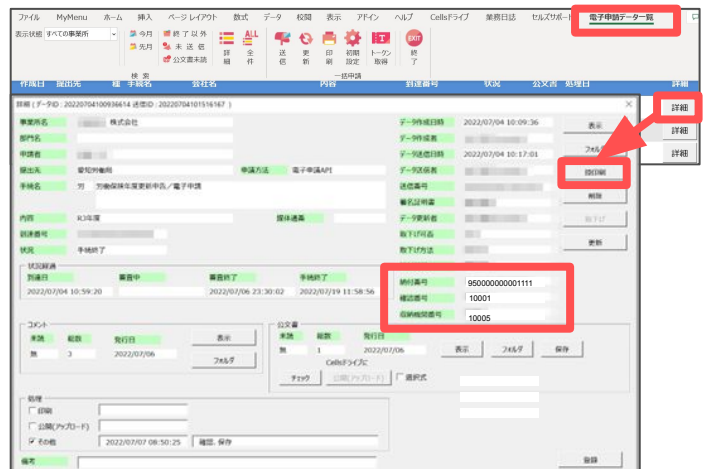 ファイル MyMenu ホーム 挿入 ページ レイアウト 数式 データ 校閲 表示 アドイン ヘルプ Cellsドライブ 業務日誌 セルズサポート 電子申請データ一覧
表示状態 すべての事業所 今月 終了以外 ALL EXIT
先月 未送信 詳細 全件 送信 更新 印刷 初期設定 トークン取得 終了
公文書未読
検索 一括申請
作成日 提出先 種 手続名 会社名 内容 到達番号 状況 公文書 処理日 詳細
詳細 ( データID : 20220704100936614 送信ID : 20220704101516167 ) ×
詳細
詳細
詳細
事業所名 株式会社 データ作成日時 2022/07/04 10:09:36 表示
部門名 データ作成者
申請者 データ送信日時 2022/07/04 10:17:01 フォルダ
提出先 愛知労働局 申請方法 電子申請API データ送信者
手続名 労 労働保険年度更新申告／電子申請 送信番号 控印刷
署名証明書 削除
内容 R3年度 媒体通番 データ更新者 取下げ
到達番号 取下げ可否
状況 手続終了 取下げ方法 更新
状況経過
到達日 審査中 審査終了 手続終了
2022/07/04 10:59:20 2022/07/06 23:30:02 2022/07/19 11:58:56
納付番号 950000000001111
確認番号 10001
収納機関番号 10005
コメント
未読 総数 発行日 表示
無 3 2022/07/06 フォルダ
公文書
未読 総数 発行日
無 1 2022/07/06 表示 フォルダ 保存
Cellsドライブに
チェック 公開(アップロード) 選択式
処理
印刷
公開(アップロード)
その他 2022/07/07 08:50:25 確認. 保存
備考 登録